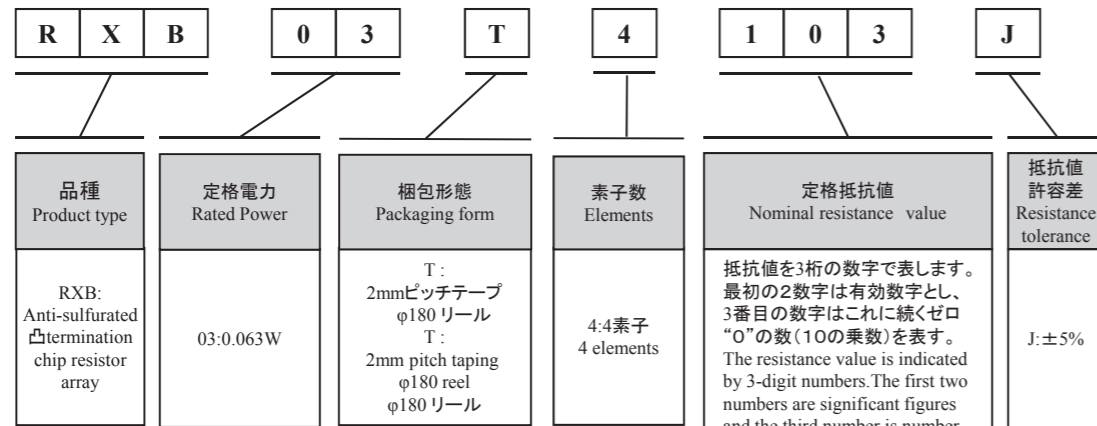 R X B 0 3 T 4 1 0 3 J
品種
Product type
定格電力
Rated Power
梱包形態
Packaging form
素子数
Elements
定格抵抗値
Nominal resistance value
抵抗値
許容差
Resistance
tolerance
RXB:
Anti-sulfurated
凸termination
chip resistor
array
03:0.063W
T :
2mmピッチテープ
φ180 リール
T :
2mm pitch taping
φ180 reel
φ180 リール
4:4素子
4 elements
抵抗値を3桁の数字で表します。
最初の2数字は有効数字とし、
3番目の数字はこれに続くゼロ
“0”の数(10の乗数)を表す。
The resistance value is indicated
by 3-digit numbers.The first two
numbers are significant figures
and the third number is number
J:±5%